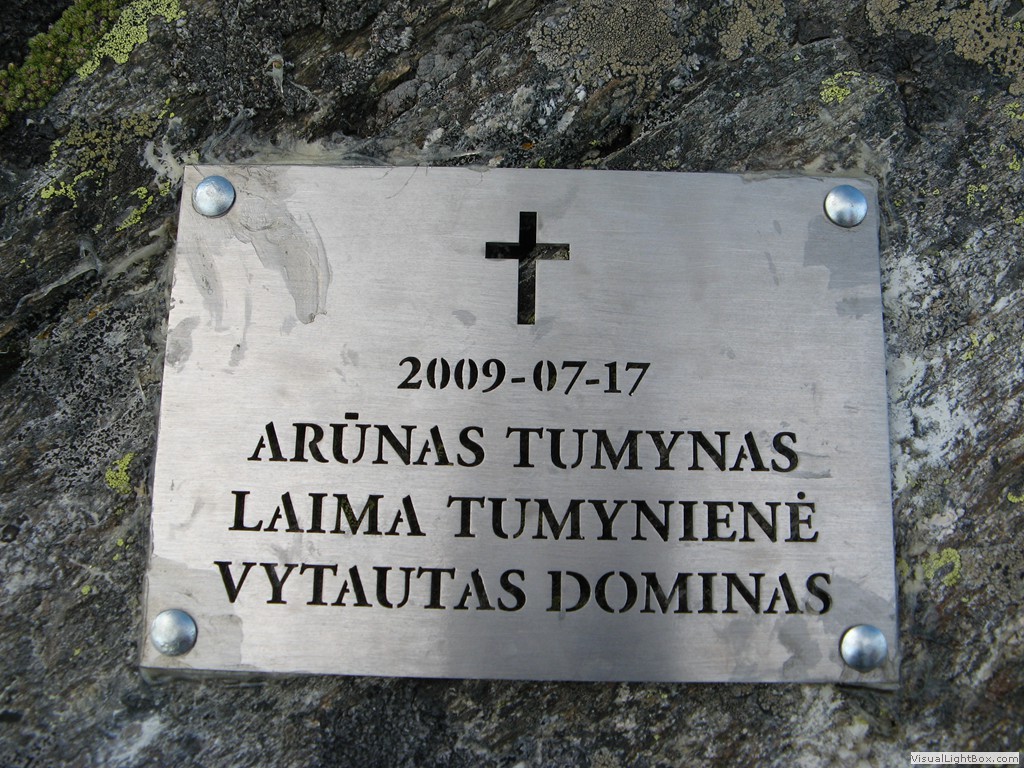 2009-07-17
ARŪNAS TUMYNAS
LAIMA TUMYNIENĖ
VYTAUTAS DOMINAS
VisualLightBox.com